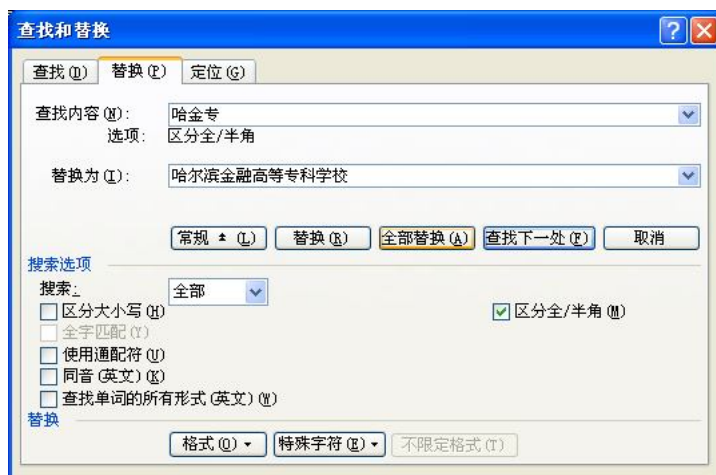 查找和替换
查找(D) 替换(P) 定位(G)
查找内容(N): 哈金专
选项: 区分全/半角
替换为(I): 哈尔滨金融高等专科学校
常规 (L) 替换(R) 全部替换(A) 查找下一处(F) 取消
搜索选项
搜索: 全部
区分大小写(H) 区分全/半角(M)
全字匹配(Y)
使用通配符(U)
同音(英文)(K)
查找单词的所有形式(英文)(W)
替换
格式(O) 特殊字符(E) 不限定格式(T)